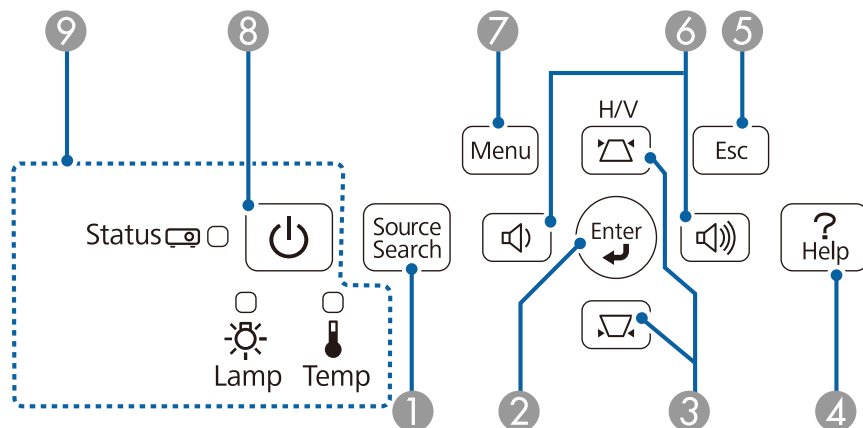 9
8
7
6
5
H/V
Menu
Esc
Status
Source
Search
Enter
?
Help
Lamp
Temp
1
2
3
4